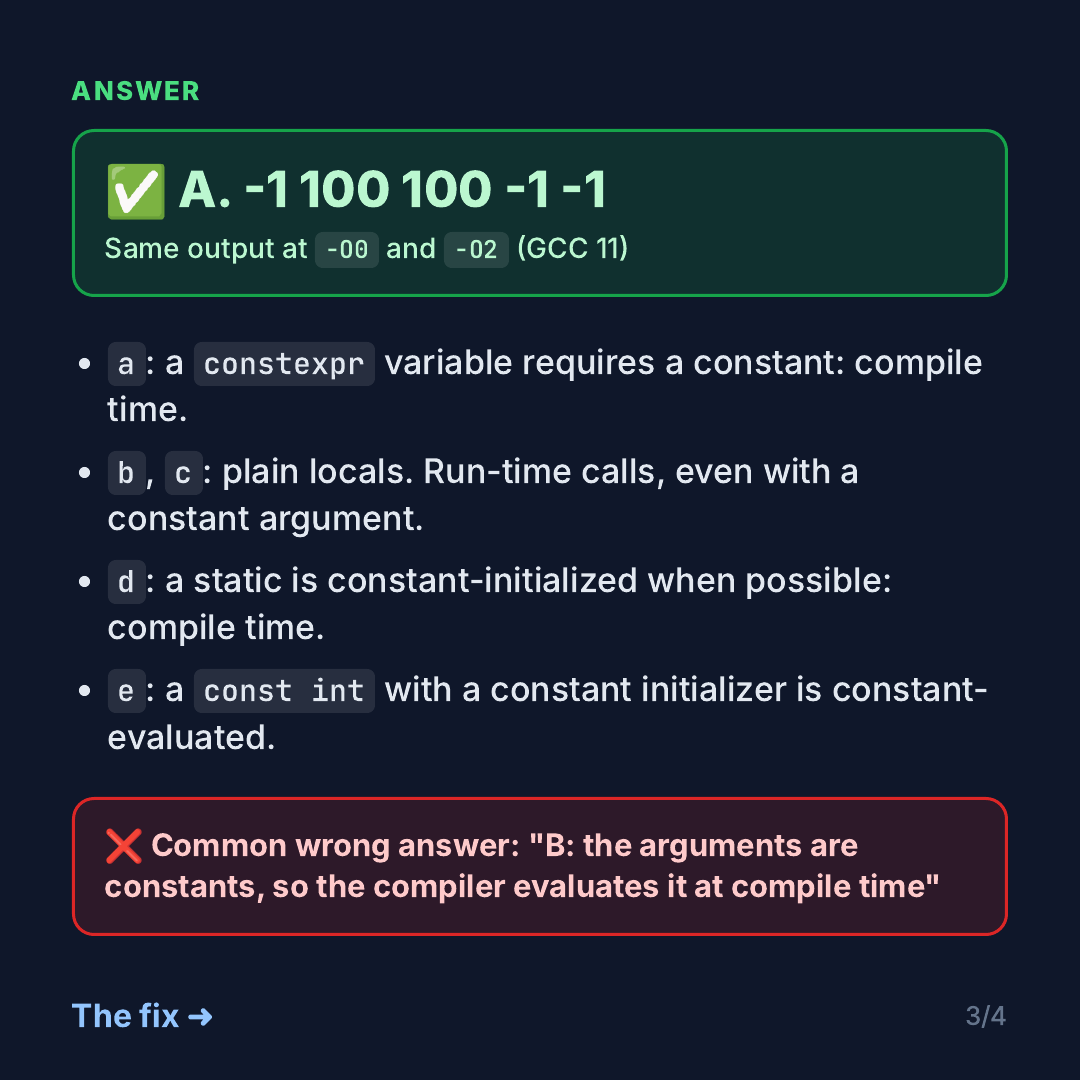 ANSWER
✅ A. -1 100 100 -1 -1
Same output at -O0 and -O2 (GCC 11)
• a: a constexpr variable requires a constant: compile
time.
• b, c: plain locals. Run-time calls, even with a
constant argument.
• d: a static is constant-initialized when possible:
compile time.
• e: a const int with a constant initializer is constant-
evaluated.
❌ Common wrong answer: "B: the arguments are
constants, so the compiler evaluates it at compile time"
The fix ➜
3/4